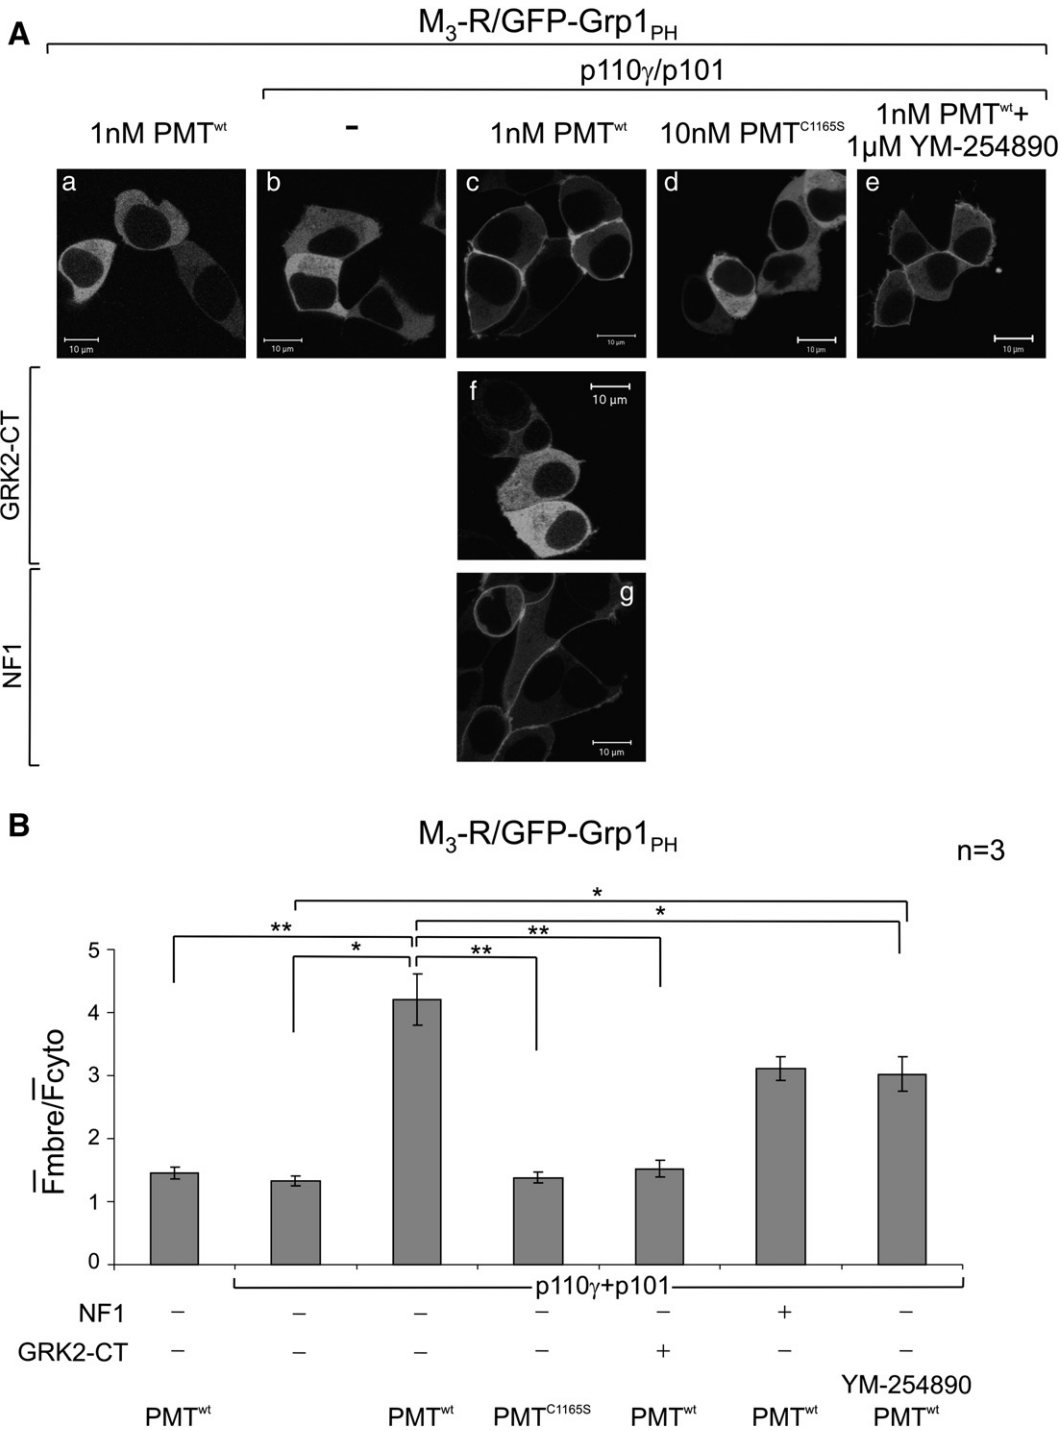 A
M3-R/GFP-Grp1PH
p110γ/p101
1nM PMTwt
-
1nM PMTwt
10nM PMTC1165S
1nM PMTwt+
1µM YM-254890
a
b
c
d
e
10 µm
10 µm
10 µm
10 µm
10 µm
GRK2-CT
f
10 µm
NF1
g
10 µm
B
M3-R/GFP-Grp1PH
n=3
*
*
**
**
*
**
5
4
3
2
1
0
F̅mbre/F̅cyto
p110γ+p101
NF1 – – – – – + –
GRK2-CT – – – – + – –
YM-254890
PMTwt PMTwt PMTC1165S PMTwt PMTwt PMTwt